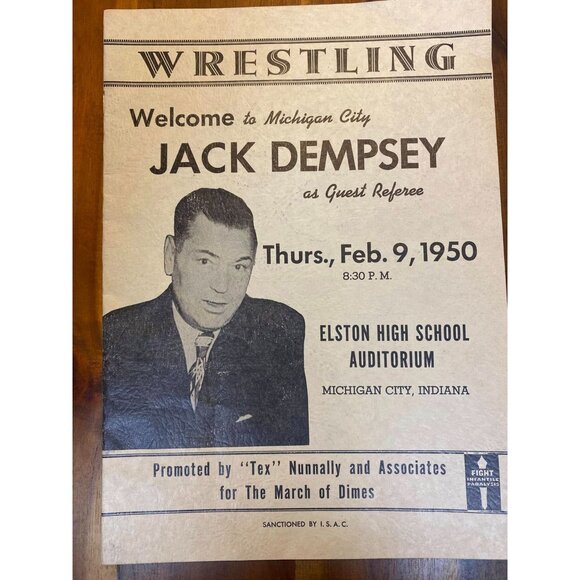 WRESTLING
Welcome to Michigan City
JACK DEMPSEY
as Guest Referee
Thurs., Feb. 9, 1950
8:30 P. M.
ELSTON HIGH SCHOOL
AUDITORIUM
MICHIGAN CITY, INDIANA
Promoted by "Tex" Nunnally and Associates
for The March of Dimes
FIGHT
INFANTILE
PARALYSIS
SANCTIONED BY I. S. A. C.